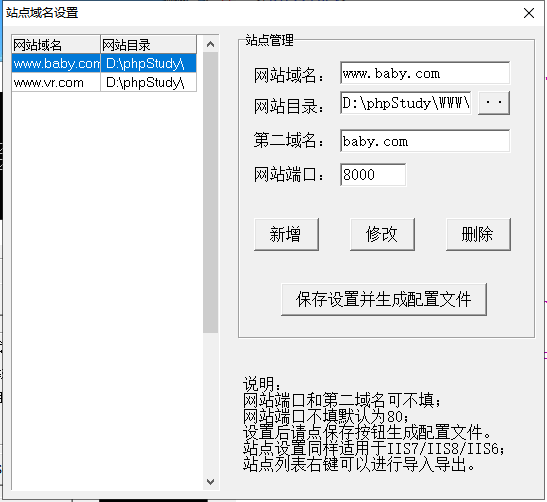 站点域名设置
网站域名 网站目录
www.baby.com D:\phpStudy\
www.vr.com D:\phpStudy\
站点管理
网站域名： www.baby.com
网站目录： D:\phpStudy\WWW\ ..
第二域名： baby.com
网站端口： 8000
新增 修改 删除
保存设置并生成配置文件
说明：
网站端口和第二域名可不填；
网站端口不填默认为80；
设置后请点保存按钮生成配置文件。
站点设置同样适用于IIS7/IIS8/IIS6；
站点列表右键可以进行导入导出。